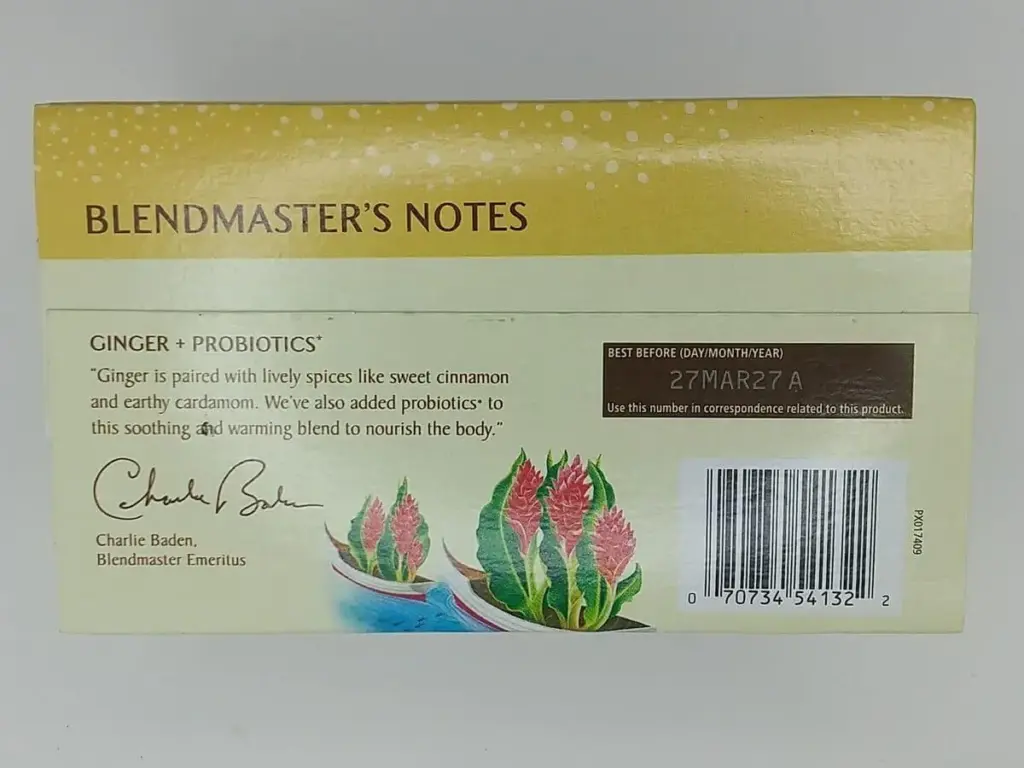 BLENDMASTER'S NOTES
GINGER + PROBIOTICS*
"Ginger is paired with lively spices like sweet cinnamon
and earthy cardamom. We've also added probiotics* to
this soothing and warming blend to nourish the body."
Charlie Baden
Charlie Baden,
Blendmaster Emeritus
BEST BEFORE (DAY/MONTH/YEAR)
27MAR27 A
Use this number in correspondence related to this product.
0 70734 54132 2
PX017409